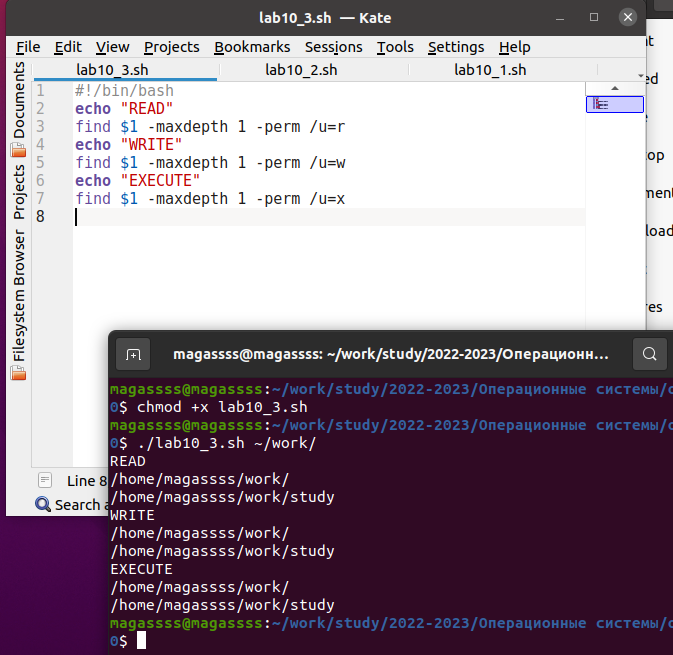 lab10_3.sh — Kate
File Edit View Projects Bookmarks Sessions Tools Settings Help
lab10_3.sh lab10_2.sh lab10_1.sh
Documents
Projects
Filesystem Browser
1 #!/bin/bash
2 echo "READ"
3 find $1 -maxdepth 1 -perm /u=r
4 echo "WRITE"
5 find $1 -maxdepth 1 -perm /u=w
6 echo "EXECUTE"
7 find $1 -maxdepth 1 -perm /u=x
8
Line 8
Search
magassss@magassss: ~/work/study/2022-2023/Операционн...
magassss@magassss:~/work/study/2022-2023/Операционные системы/
0$ chmod +x lab10_3.sh
magassss@magassss:~/work/study/2022-2023/Операционные системы/
0$ ./lab10_3.sh ~/work/
READ
/home/magassss/work/
/home/magassss/work/study
WRITE
/home/magassss/work/
/home/magassss/work/study
EXECUTE
/home/magassss/work/
/home/magassss/work/study
magassss@magassss:~/work/study/2022-2023/Операционные системы/
0$